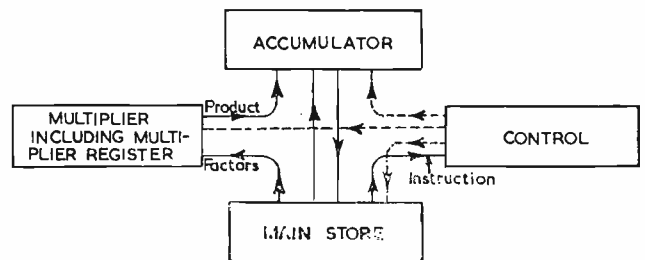 ACCUMULATOR
Product
MULTIPLIER
INCLUDING MULTI-
PLIER REGISTER
CONTROL
Factors
Instruction
MAIN STORE